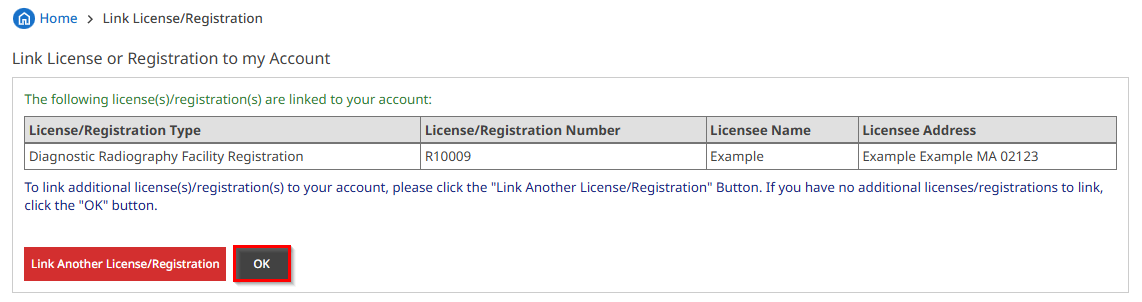 Home > Link License/Registration
Link License or Registration to my Account
The following license(s)/registration(s) are linked to your account:
License/Registration Type License/Registration Number Licensee Name Licensee Address
Diagnostic Radiography Facility Registration R10009 Example Example Example MA 02123
To link additional license(s)/registration(s) to your account, please click the "Link Another License/Registration" Button. If you have no additional licenses/registrations to link,
click the "OK" button.
Link Another License/Registration OK